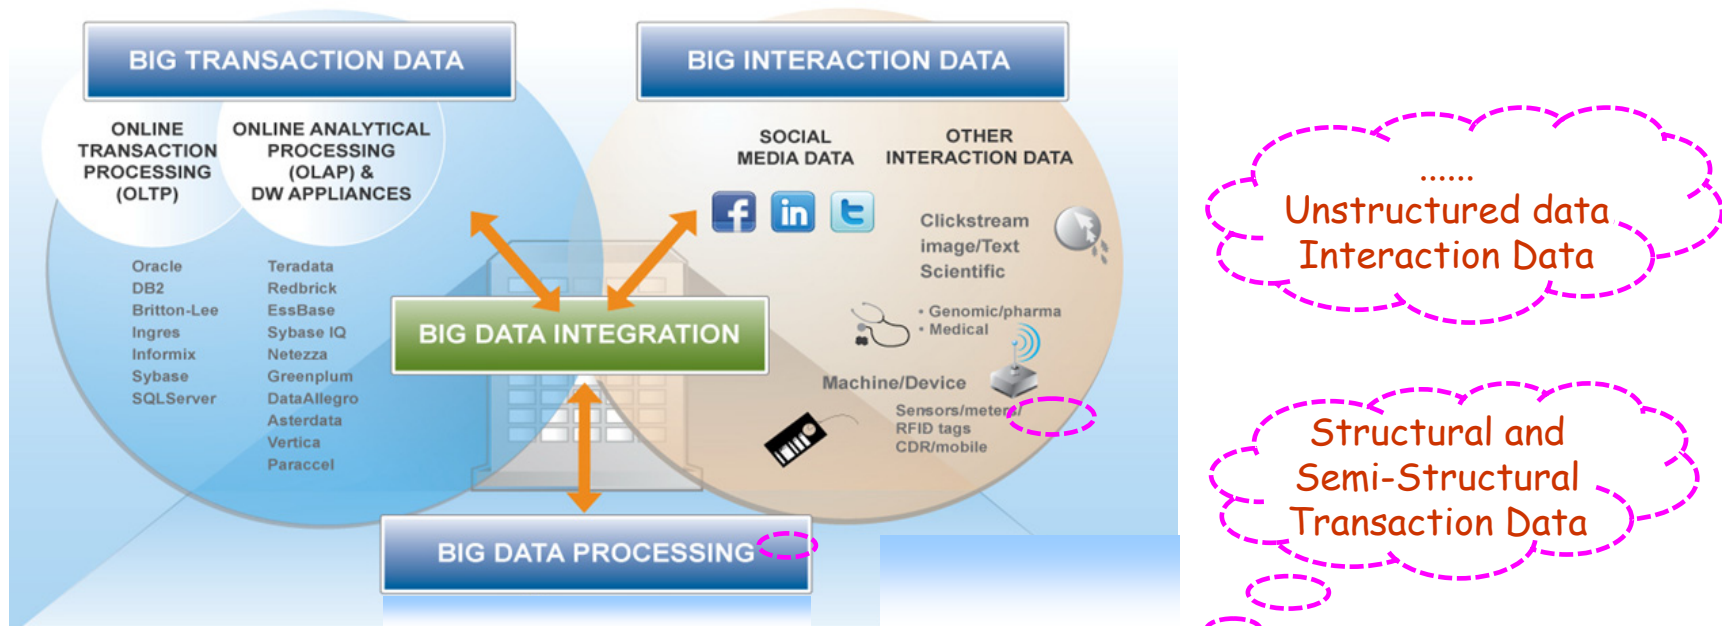 BIG TRANSACTION DATA
BIG INTERACTION DATA
ONLINE
TRANSACTION
PROCESSING
(OLTP)
ONLINE ANALYTICAL
PROCESSING
(OLAP) &
DW APPLIANCES
SOCIAL
MEDIA DATA
OTHER
INTERACTION DATA
f
in
t
Clickstream
image/Text
Scientific
Oracle
DB2
Britton-Lee
Ingres
Informix
Sybase
SQLServer
Teradata
Redbrick
EssBase
Sybase IQ
Netezza
Greenplum
DataAllegro
Asterdata
Vertica
Paraccel
BIG DATA INTEGRATION
• Genomic/pharma
• Medical
Machine/Device
Sensors/meters/
RFID tags
CDR/mobile
BIG DATA PROCESSING
......
Unstructured data
Interaction Data
Structural and
Semi-Structural
Transaction Data